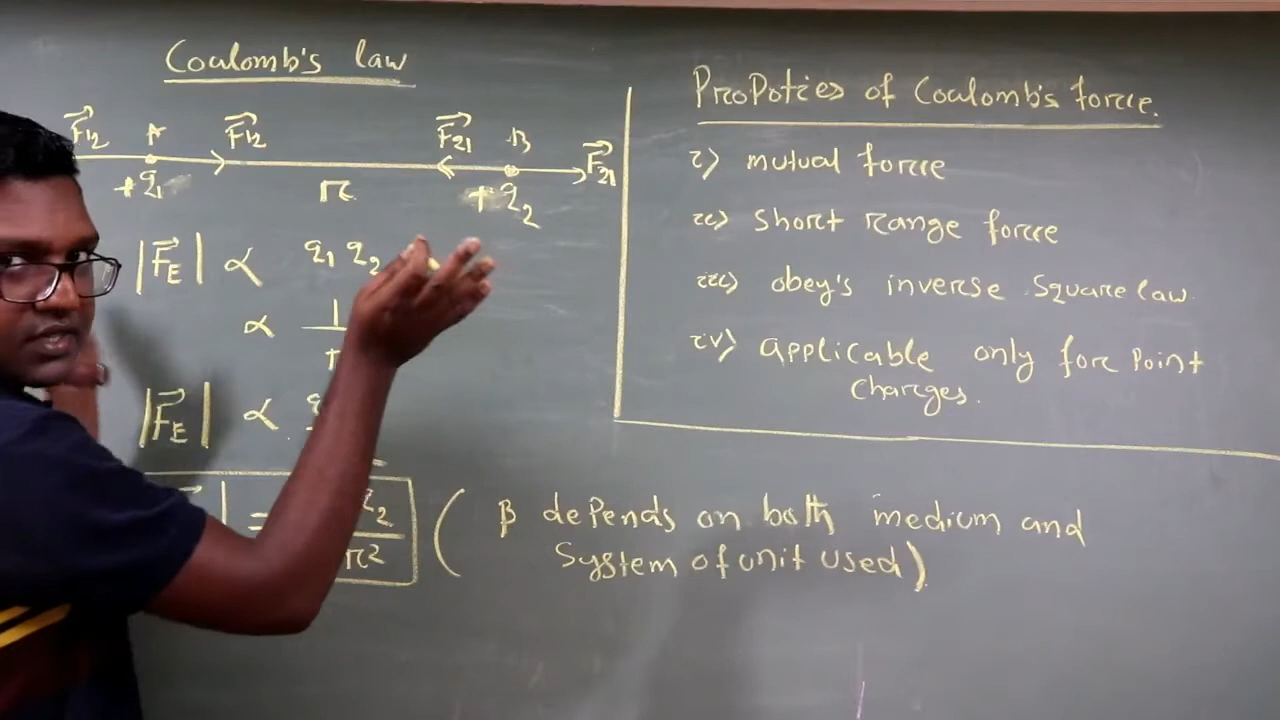 Coulomb's law
F12 A F12 F21 B F21
+q1 r +q2
|FE| ∝ q1 q2
∝ 1
|FE| ∝
=
r2
( β depends on both medium and
System of unit used)
Propoties of Coulomb's force.
i) mutual force
ii) Short range force
iii) obey's inverse square law.
iv) applicable only for point
charges.